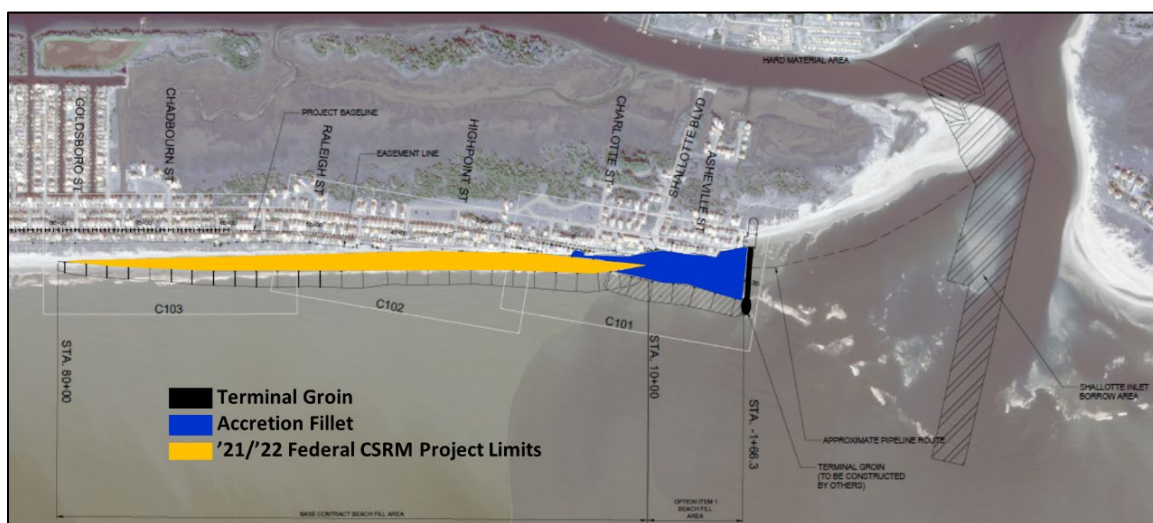 HARD MATERIAL AREA
GOLDSBORO ST
CHADBOURN ST
PROJECT BASELINE
RALEIGH ST
EASEMENT LINE
HIGHPOINT ST
CHARLOTTE ST
SHALLOTTE BLVD
ASHEVILLE ST
C103
C102
C101
STA. 80+00
STA. 10+00
STA. -1+66.3
SHALLOTTE INLET
BORROW AREA
Terminal Groin
Accretion Fillet
'21/'22 Federal CSRM Project Limits
APPROXIMATE PIPELINE ROUTE
TERMINAL GROIN
(TO BE CONSTRUCTED
BY OTHERS)
BASE CONTRACT BEACH FILL AREA
OPTION ITEM 1
BEACH FILL
AREA